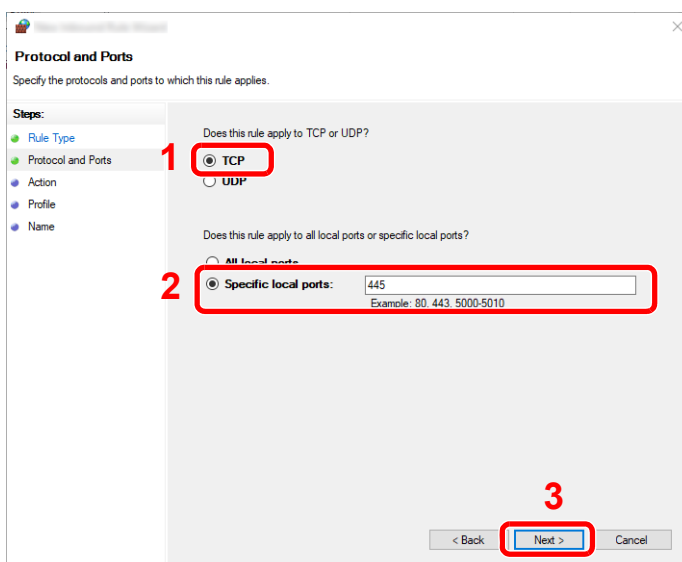 Protocol and Ports
Specify the protocols and ports to which this rule applies.
Steps:
Rule Type
Protocol and Ports
Action
Profile
Name
Does this rule apply to TCP or UDP?
1
TCP
UDP
Does this rule apply to all local ports or specific local ports?
All local ports
2
Specific local ports:
445
Example: 80, 443, 5000-5010
3
< Back
Next >
Cancel